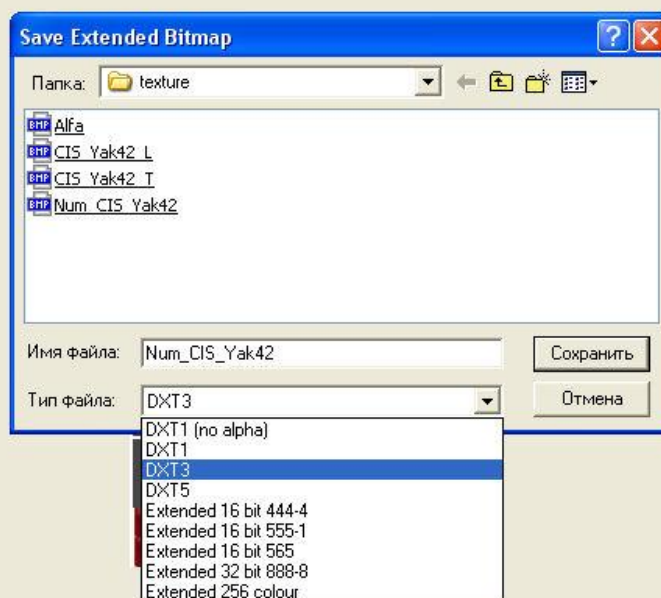 Save Extended Bitmap
Папка: texture
Alfa
CIS_Yak42_L
CIS_Yak42_T
Num_CIS_Yak42
Имя файла: Num_CIS_Yak42 Сохранить
Тип файла: DXT3 Отмена
DXT1 (no alpha)
DXT1
DXT3
DXT5
Extended 16 bit 444-4
Extended 16 bit 555-1
Extended 16 bit 565
Extended 32 bit 888-8
Extended 256 colour